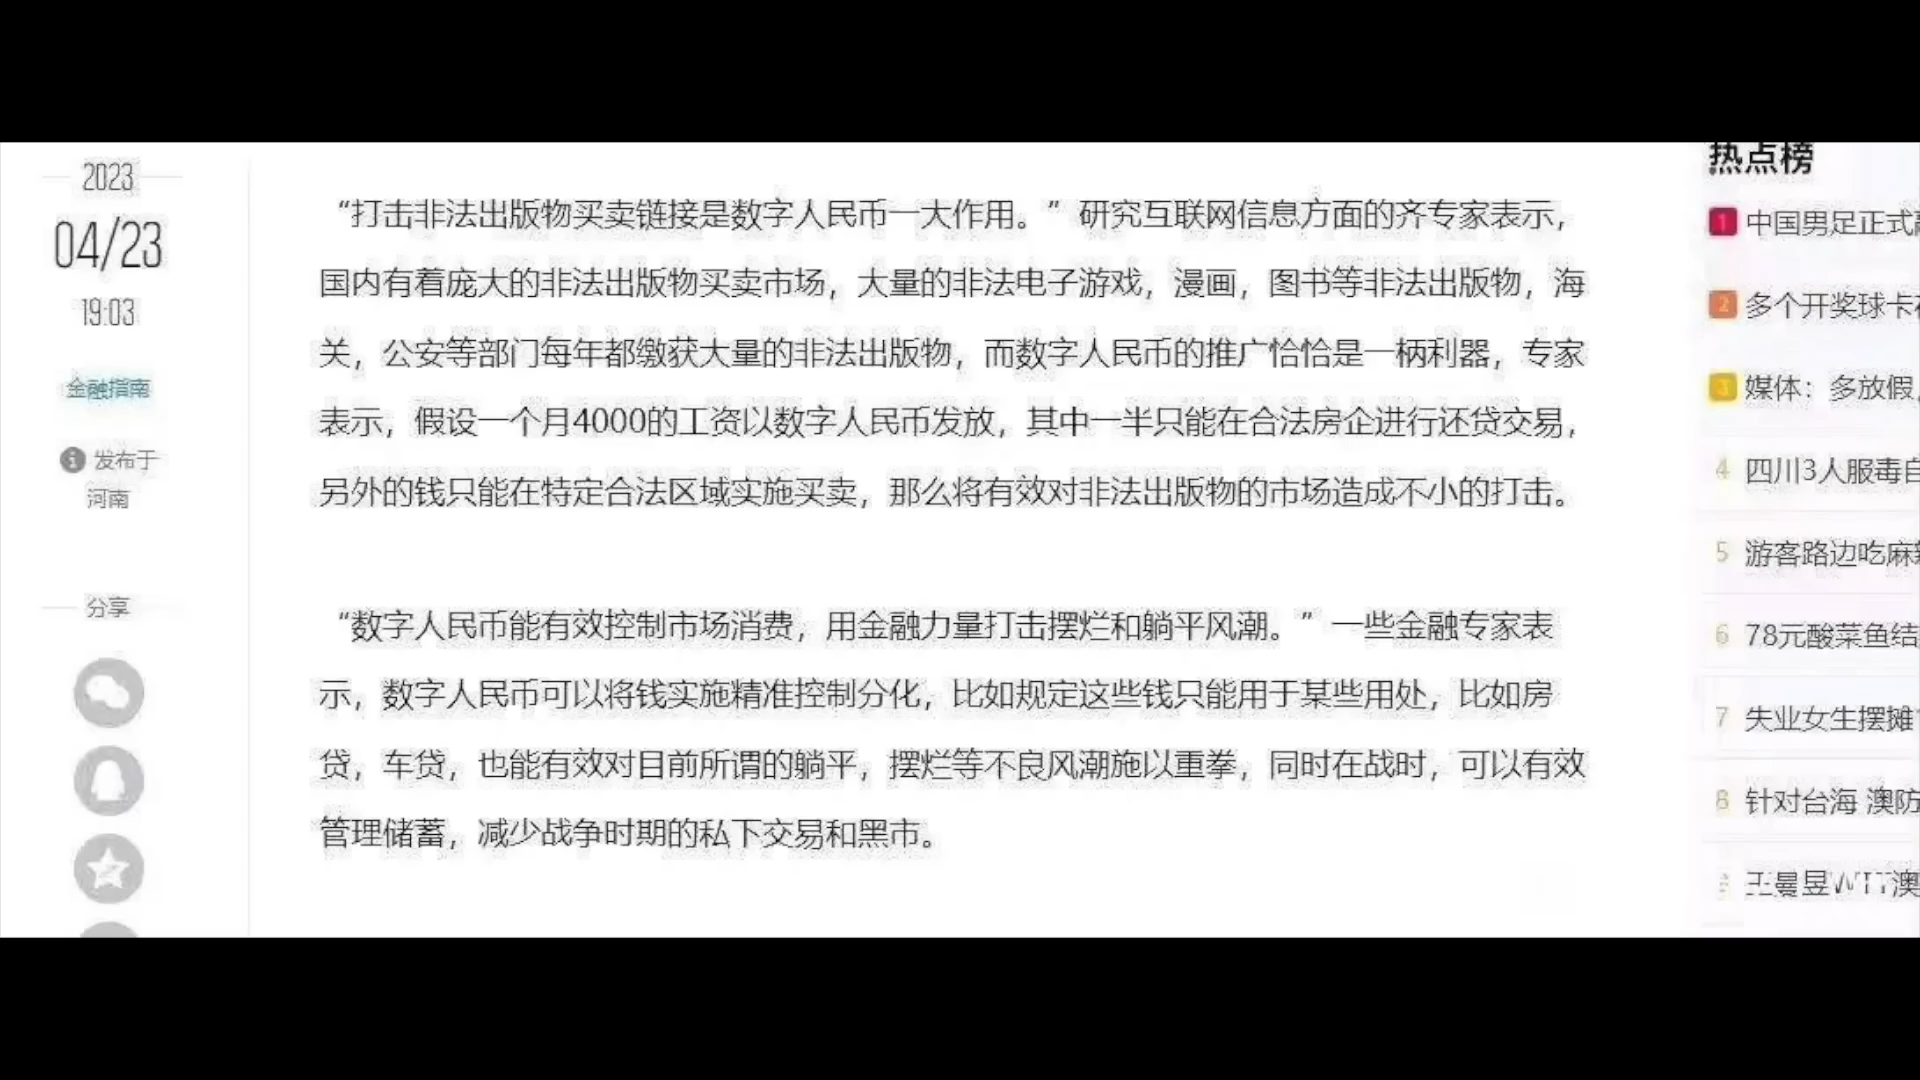 2023
04/23
19:03
金融指南
发布于
河南
分享
“打击非法出版物买卖链接是数字人民币一大作用。”研究互联网信息方面的齐专家表示，
国内有着庞大的非法出版物买卖市场，大量的非法电子游戏，漫画，图书等非法出版物，海
关，公安等部门每年都缴获大量的非法出版物，而数字人民币的推广恰恰是一柄利器，专家
表示，假设一个月4000的工资以数字人民币发放，其中一半只能在合法房企进行还贷交易，
另外的钱只能在特定合法区域实施买卖，那么将有效对非法出版物的市场造成不小的打击。
“数字人民币能有效控制市场消费，用金融力量打击摆烂和躺平风潮。”一些金融专家表
示，数字人民币可以将钱实施精准控制分化，比如规定这些钱只能用于某些用处，比如房
贷，车贷，也能有效对目前所谓的躺平，摆烂等不良风潮施以重拳，同时在战时，可以有效
管理储蓄，减少战争时期的私下交易和黑市。
热点榜
1 中国男足正式
2 多个开奖球卡
3 媒体：多放假
4 四川3人服毒自
5 游客路边吃麻
6 78元酸菜鱼结
7 失业女生摆摊
8 针对台海 澳防
王曼昱WTT澳